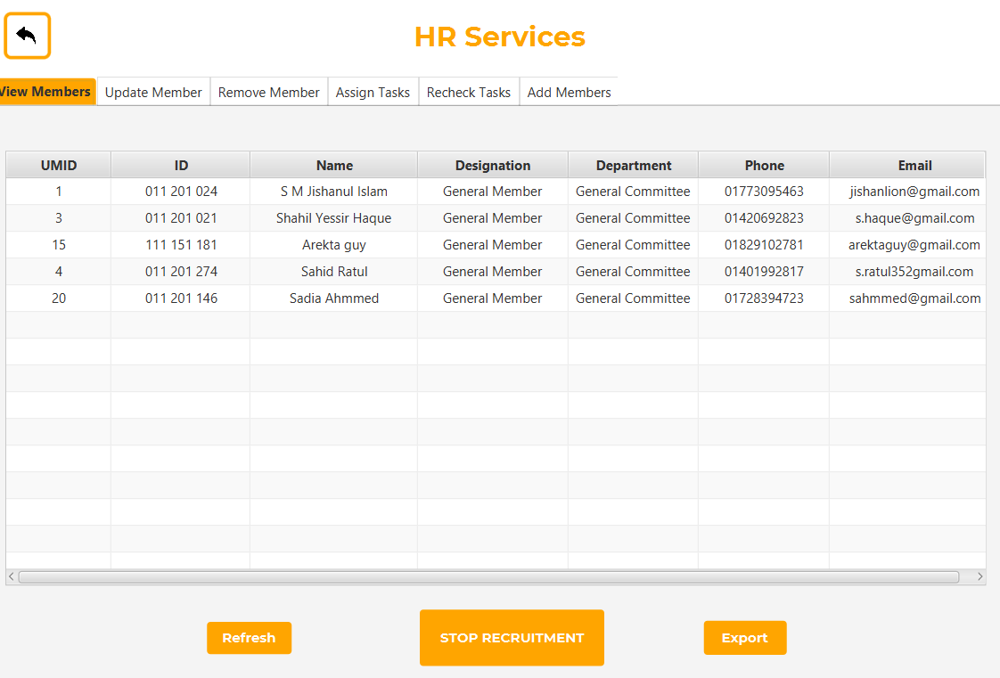 HR Services
View Members Update Member Remove Member Assign Tasks Recheck Tasks Add Members
UMID ID Name Designation Department Phone Email
1 011 201 024 S M Jishanul Islam General Member General Committee 01773095463 jishanlion@gmail.com
3 011 201 021 Shahil Yessir Haque General Member General Committee 01420692823 s.haque@gmail.com
15 111 151 181 Arekta guy General Member General Committee 01829102781 arektaguy@gmail.com
4 011 201 274 Sahid Ratul General Member General Committee 01401992817 s.ratul352gmail.com
20 011 201 146 Sadia Ahmmed General Member General Committee 01728394723 sahmmed@gmail.com
Refresh STOP RECRUITMENT Export